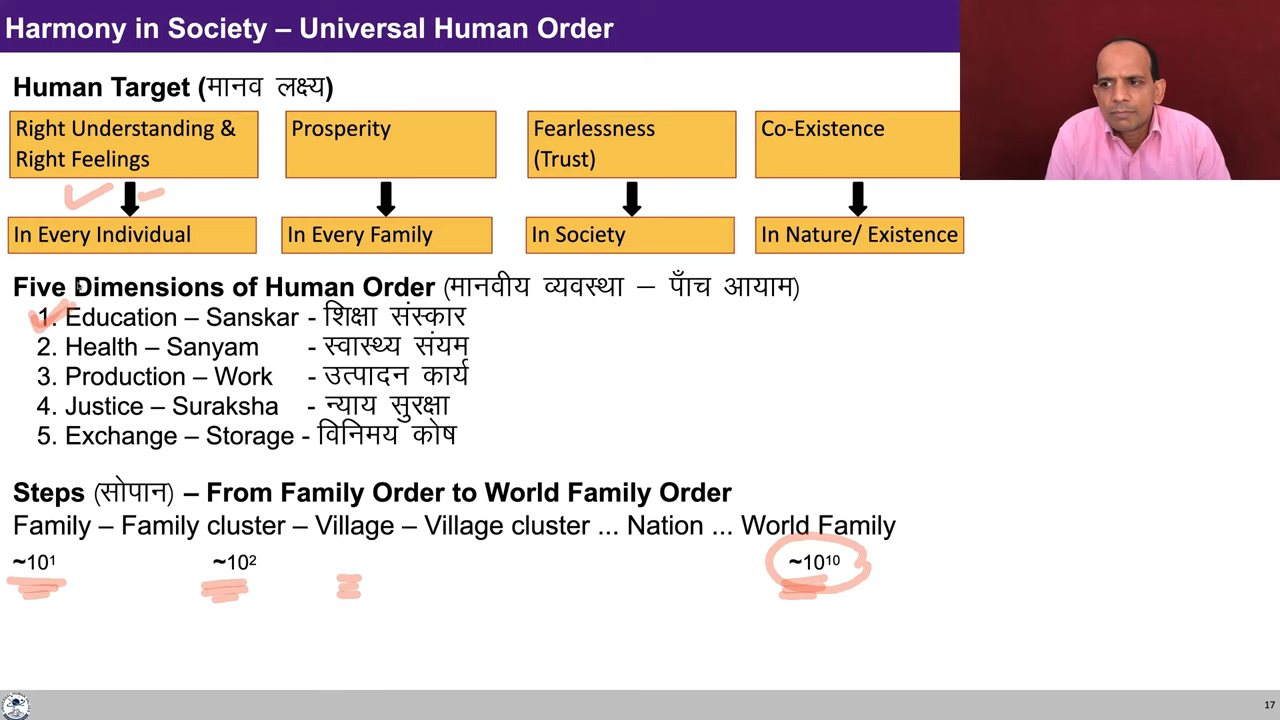 Harmony in Society – Universal Human Order
Human Target (मानव लक्ष्य)
Right Understanding & Right Feelings
Prosperity
Fearlessness (Trust)
Co-Existence
In Every Individual
In Every Family
In Society
In Nature/ Existence
Five Dimensions of Human Order (मानवीय व्यवस्था – पाँच आयाम)
1. Education – Sanskar - शिक्षा संस्कार
2. Health – Sanyam - स्वास्थ्य संयम
3. Production – Work - उत्पादन कार्य
4. Justice – Suraksha - न्याय सुरक्षा
5. Exchange – Storage - विनिमय कोष
Steps (सोपान) – From Family Order to World Family Order
Family – Family cluster – Village – Village cluster ... Nation ... World Family
~10¹ ~10² ~10¹⁰
17